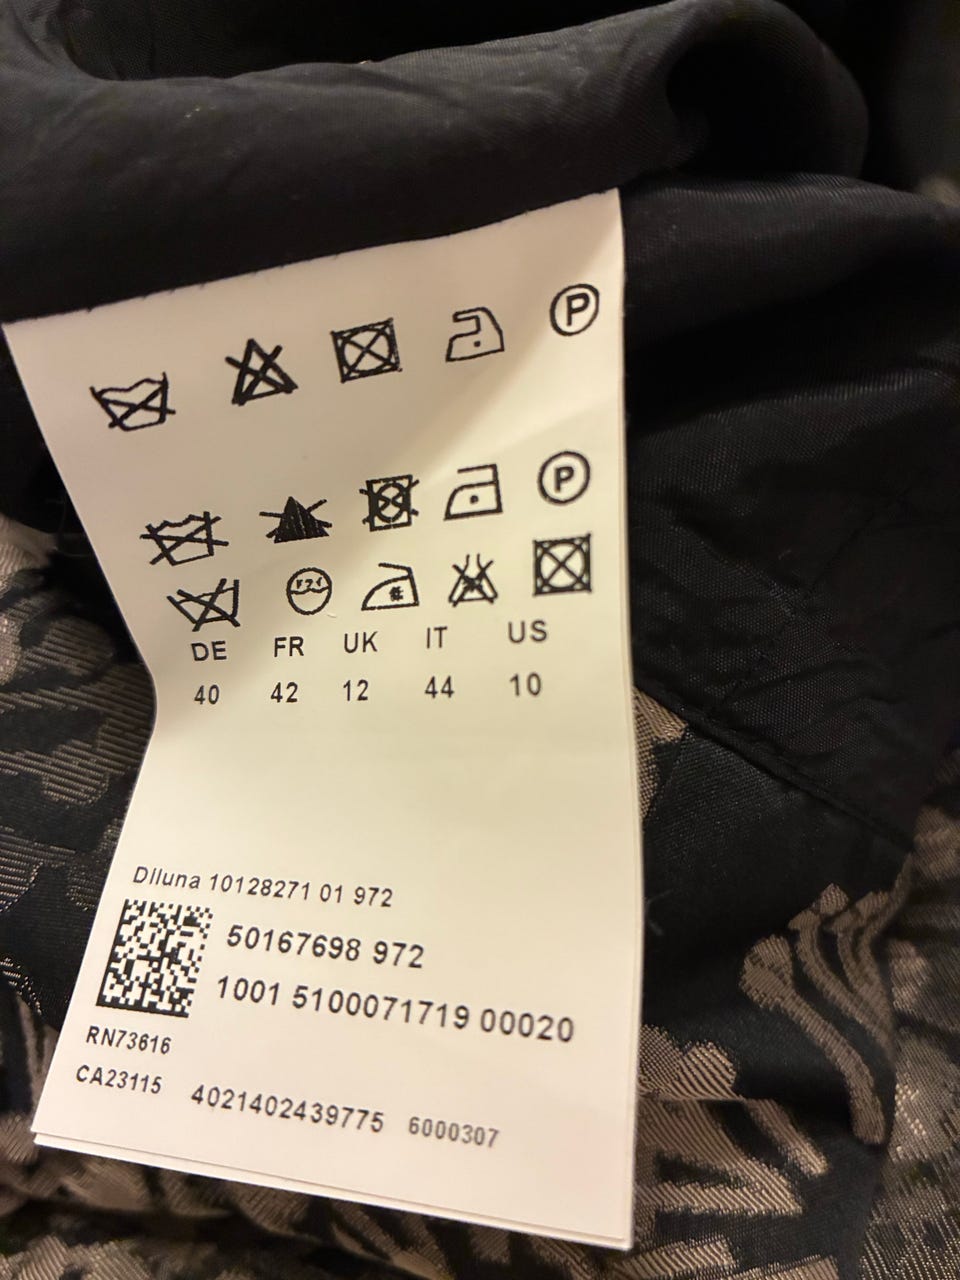 P
P
DE FR UK IT US
40 42 12 44 10
Diluna 10128271 01 972
50167698 972
1001 5100071719 00020
RN73616
CA23115 4021402439775 6000307